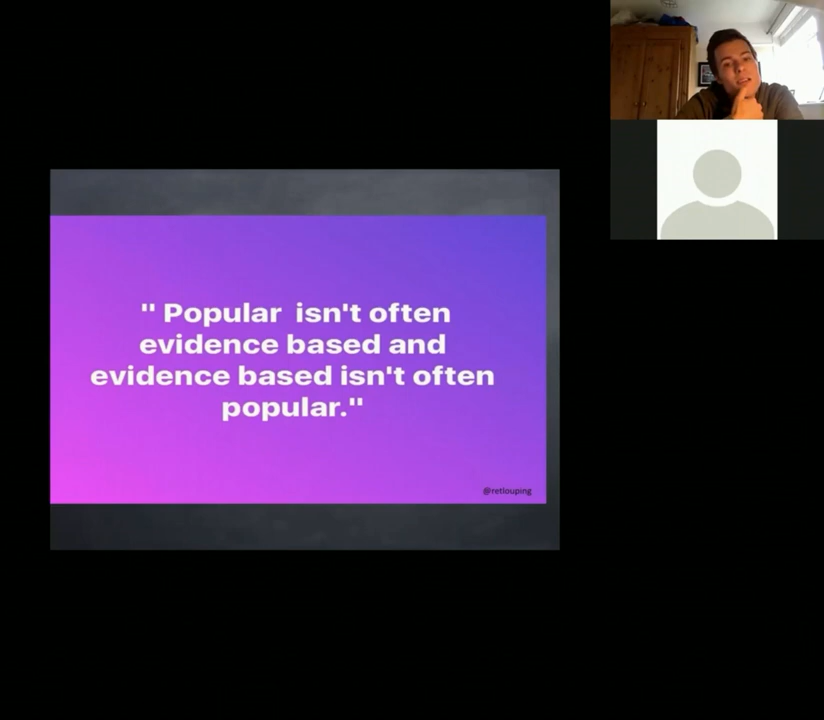 " Popular  isn't often
evidence based and
evidence based isn't often
popular."
@retlouping